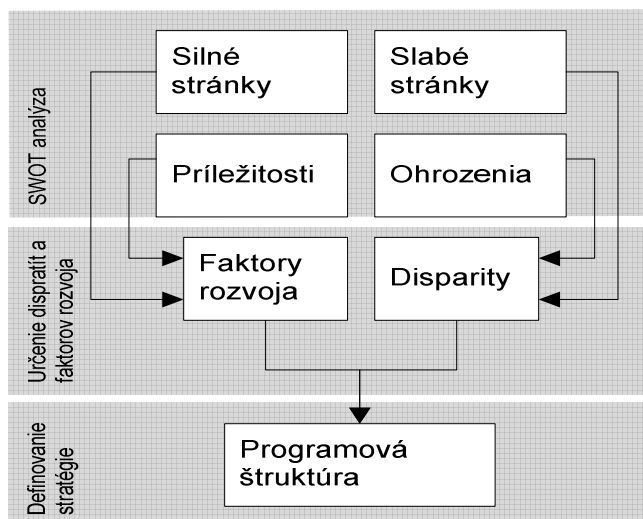 SWOT analýza
Silné
stránky
Slabé
stránky
Príležitosti
Ohrozenia
Určenie dispratít a
faktorov rozvoja
Faktory
rozvoja
Disparity
Definovanie
stratégie
Programová
štruktúra